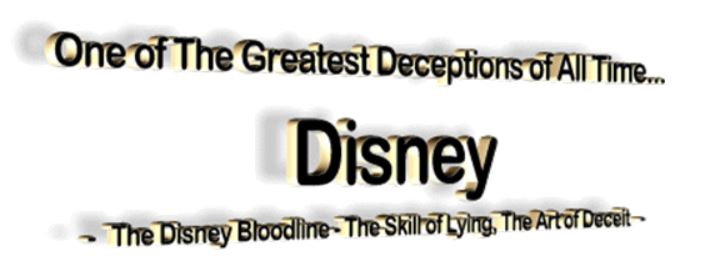 One of The Greatest Deceptions of All Time...
Disney
- The Disney Bloodline - The Skill of Lying, The Art of Deceit -